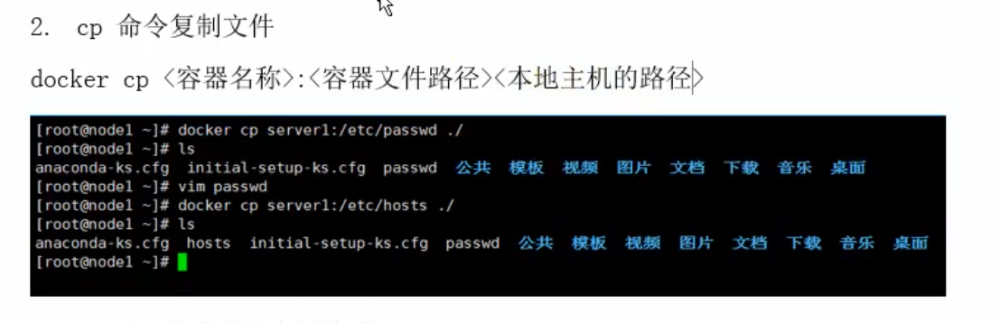 2. cp 命令复制文件
docker cp <容器名称>:<容器文件路径><本地主机的路径>
[root@node1 ~]# docker cp server1:/etc/passwd ./
[root@node1 ~]# ls
anaconda-ks.cfg initial-setup-ks.cfg passwd 公共 模板 视频 图片 文档 下载 音乐 桌面
[root@node1 ~]# vim passwd
[root@node1 ~]# docker cp server1:/etc/hosts ./
[root@node1 ~]# ls
anaconda-ks.cfg hosts initial-setup-ks.cfg passwd 公共 模板 视频 图片 文档 下载 音乐 桌面
[root@node1 ~]#